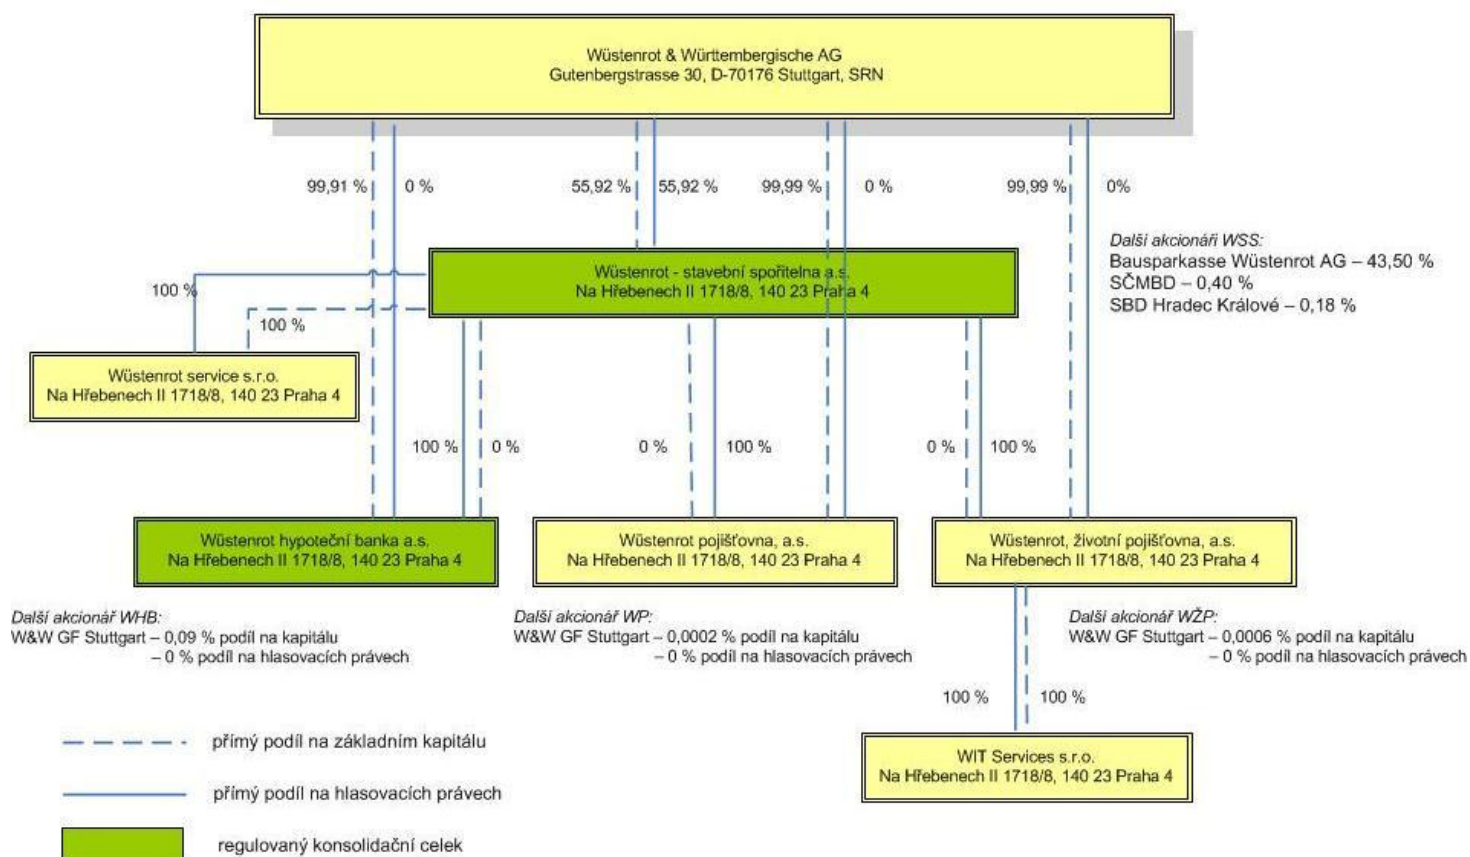 Wüstenrot & Württembergische AG
Gutenbergstrasse 30, D-70176 Stuttgart, SRN
99,91 %
0 %
55,92 %
55,92 %
99,99 %
0 %
99,99 %
0%
Další akcionáři WSS:
Bausparkasse Wüstenrot AG – 43,50 %
SČMBD – 0,40 %
SBD Hradec Králové – 0,18 %
Wüstenrot - stavební spořitelna a.s.
Na Hřebenech II 1718/8, 140 23 Praha 4
100 %
100 %
Wüstenrot service s.r.o.
Na Hřebenech II 1718/8, 140 23 Praha 4
100 %
0 %
0 %
100 %
0 %
100 %
Wüstenrot hypoteční banka a.s.
Na Hřebenech II 1718/8, 140 23 Praha 4
Wüstenrot pojišťovna, a.s.
Na Hřebenech II 1718/8, 140 23 Praha 4
Wüstenrot, životní pojišťovna, a.s.
Na Hřebenech II 1718/8, 140 23 Praha 4
Další akcionář WHB:
W&W GF Stuttgart – 0,09 % podíl na kapitálu
– 0 % podíl na hlasovacích právech
Další akcionář WP:
W&W GF Stuttgart – 0,0002 % podíl na kapitálu
– 0 % podíl na hlasovacích právech
Další akcionář WŽP:
W&W GF Stuttgart – 0,0006 % podíl na kapitálu
– 0 % podíl na hlasovacích právech
100 %
100 %
WIT Services s.r.o.
Na Hřebenech II 1718/8, 140 23 Praha 4
přímý podíl na základním kapitálu
přímý podíl na hlasovacích právech
regulovaný konsolidační celek